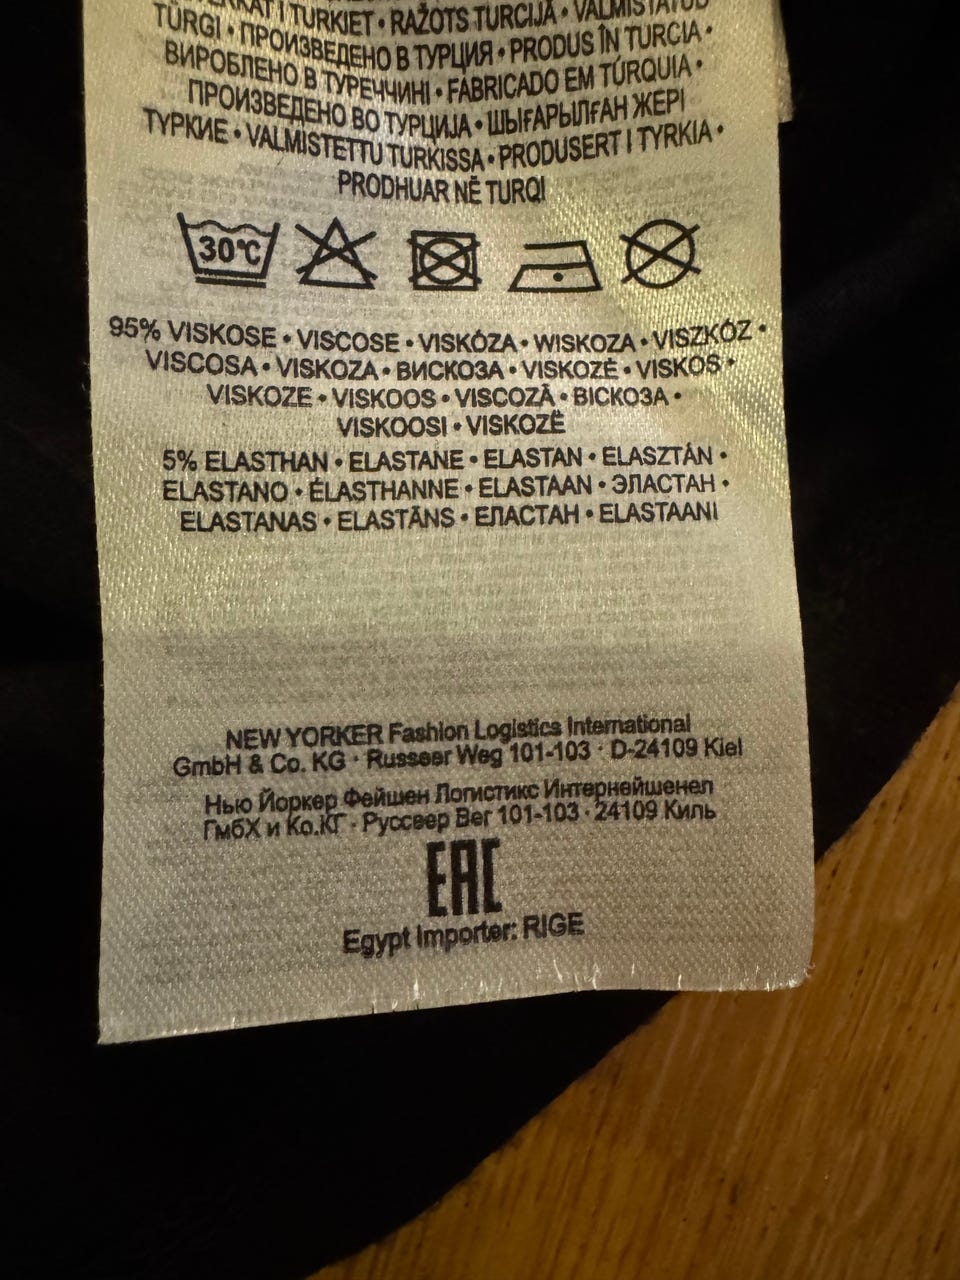 TURKIET • RAŽOTS TURCIJĀ • VALMISTATUD
TÜRGI • ПРОИЗВЕДЕНО В ТУРЦИЯ • PRODUS ÎN TURCIA •
ВИРОБЛЕНО В ТУРЕЧЧИНІ • FABRICADO EM TÚRQUIA •
ПРОИЗВЕДЕНО ВО ТУРЦИЈА • ШЫҒАРЫЛҒАН ЖЕРІ
ТҮРКИЕ • VALMISTETTU TURKISSA • PRODUSERT I TYRKIA •
PRODHUAR NË TURQI
30°C
95% VISKOSE • VISCOSE • VISKÓZA • WISKOZA • VISZKÓZ •
VISCOSA • VISKOZA • ВИСКОЗА • VISKOZĖ • VISKOS •
VISKOZE • VISKOOS • VISCOZĂ • ВІСКОЗА •
VISKOOSI • VISKOZË
5% ELASTHAN • ELASTANE • ELASTAN • ELASZTÁN •
ELASTANO • ÉLASTHANNE • ELASTAAN • ЭЛАСТАН •
ELASTANAS • ELASTĀNS • ЕЛАСТАН • ELASTAANI
NEW YORKER Fashion Logistics International
GmbH & Co. KG · Russeer Weg 101-103 · D-24109 Kiel
Нью Йоркер Фейшен Логистикс Интернейшенел
ГмбХ и Ко.КГ · Руссеер Вег 101-103 · 24109 Киль
EAC
Egypt Importer: RIGE